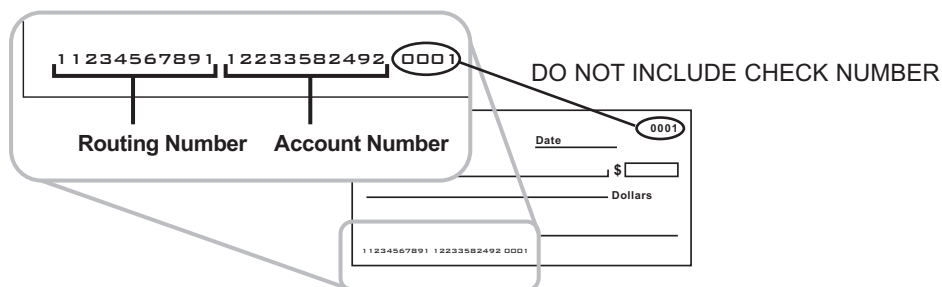 11234567891 12233582492 0001
DO NOT INCLUDE CHECK NUMBER
Routing Number Account Number
0001
Date
$
Dollars
11234567891 12233582492 0001